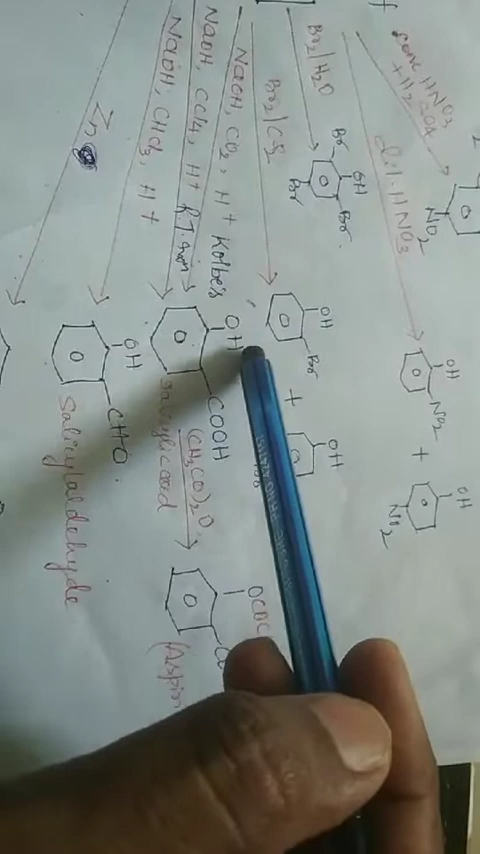 conc HNO3
+ H2SO4
NO2
dil. HNO3
OH
NO2
+
OH
NO2
Br2/H2O
OH
Br
Br
Br
Br2/CS2
OH
Br
+
OH
NaOH, CO2, H+ Kolbe's
NaOH, CCl4, H+ R.T.
OH
COOH
Salicylic acid
(CH3CO)2O
OCOC
(Aspirin
NaOH, CHCl3, H+
OH
CHO
Salicylaldehyde
Zn